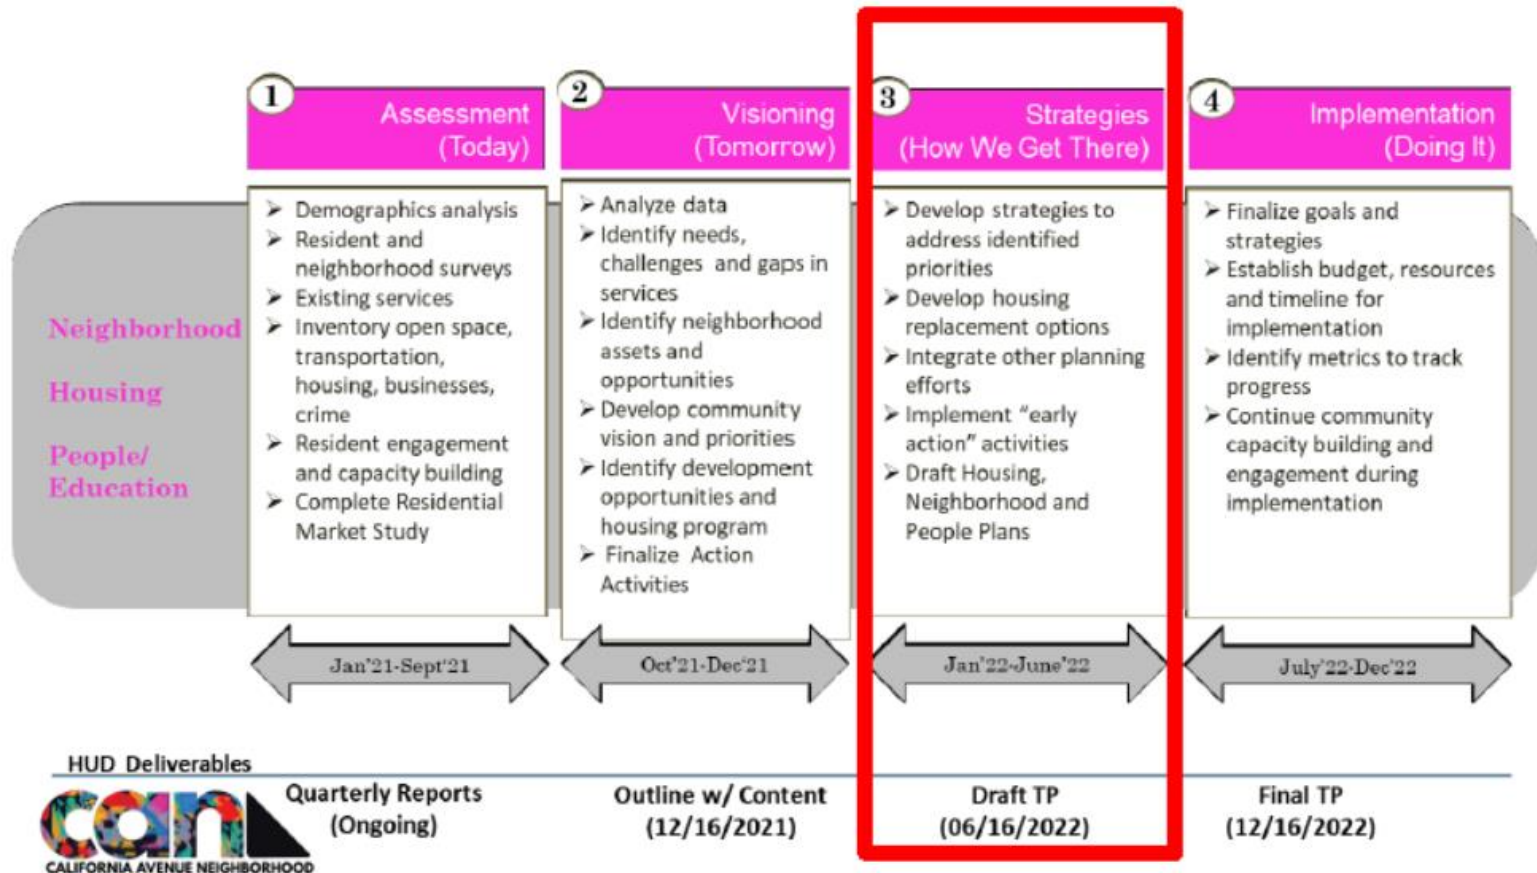 1
Assessment
(Today)
➤ Demographics analysis
➤ Resident and
neighborhood surveys
➤ Existing services
➤ Inventory open space,
transportation,
housing, businesses,
crime
➤ Resident engagement
and capacity building
➤ Complete Residential
Market Study
Jan'21-Sept'21
2
Visioning
(Tomorrow)
➤ Analyze data
➤ Identify needs,
challenges and gaps in
services
➤ Identify neighborhood
assets and
opportunities
➤ Develop community
vision and priorities
➤ Identify development
opportunities and
housing program
➤ Finalize Action
Activities
Oct'21-Dec'21
3
Strategies
(How We Get There)
➤ Develop strategies to
address identified
priorities
➤ Develop housing
replacement options
➤ Integrate other planning
efforts
➤ Implement "early
action" activities
➤ Draft Housing,
Neighborhood and
People Plans
Jan'22-June'22
4
Implementation
(Doing It)
➤ Finalize goals and
strategies
➤ Establish budget, resources
and timeline for
implementation
➤ Identify metrics to track
progress
➤ Continue community
capacity building and
engagement during
implementation
July'22-Dec'22
Neighborhood
Housing
People/
Education
HUD Deliverables
Quarterly Reports
(Ongoing)
Outline w/ Content
(12/16/2021)
Draft TP
(06/16/2022)
Final TP
(12/16/2022)
can
CALIFORNIA AVENUE NEIGHBORHOOD